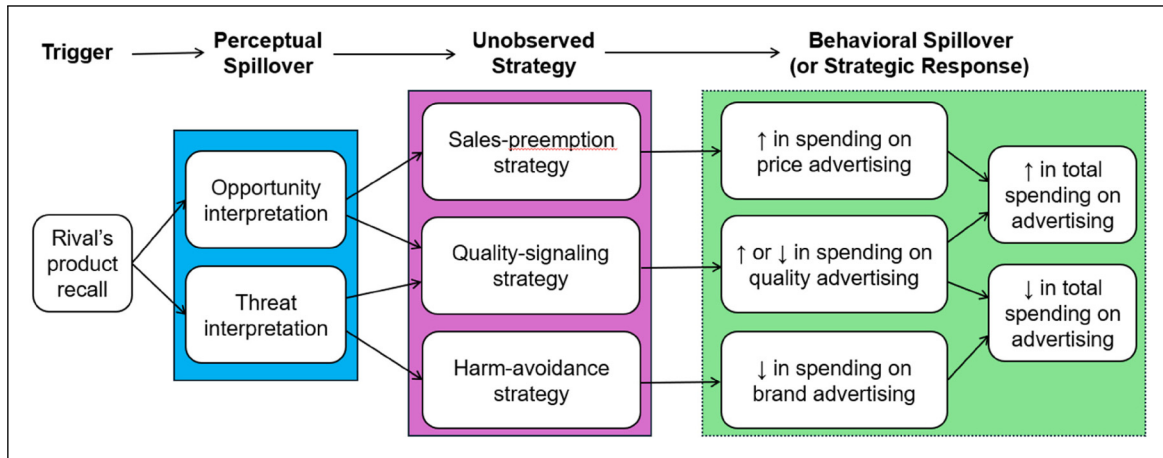 Trigger
Perceptual
Spillover
Unobserved
Strategy
Behavioral Spillover
(or Strategic Response)
Rival's
product
recall
Opportunity
interpretation
Threat
interpretation
Sales-preemption
strategy
Quality-signaling
strategy
Harm-avoidance
strategy
↑ in spending on
price advertising
↑ or ↓ in spending on
quality advertising
↓ in spending on
brand advertising
↑ in total
spending on
advertising
↓ in total
spending on
advertising